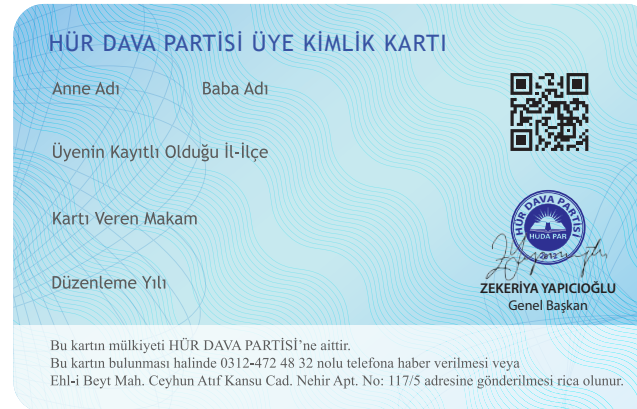 HÜR DAVA PARTİSİ ÜYE KİMLİK KARTI
Anne Adı Baba Adı
Üyenin Kayıtlı Olduğu İl-İlçe
Kartı Veren Makam
Düzenleme Yılı
HÜR DAVA PARTİSİ
HÜDA PAR
2012
ZEKERİYA YAPICIOĞLU
Genel Başkan
Bu kartın mülkiyeti HÜR DAVA PARTİSİ’ne aittir.
Bu kartın bulunması halinde 0312-472 48 32 nolu telefona haber verilmesi veya
Ehl-i Beyt Mah. Ceyhun Atıf Kansu Cad. Nehir Apt. No: 117/5 adresine gönderilmesi rica olunur.